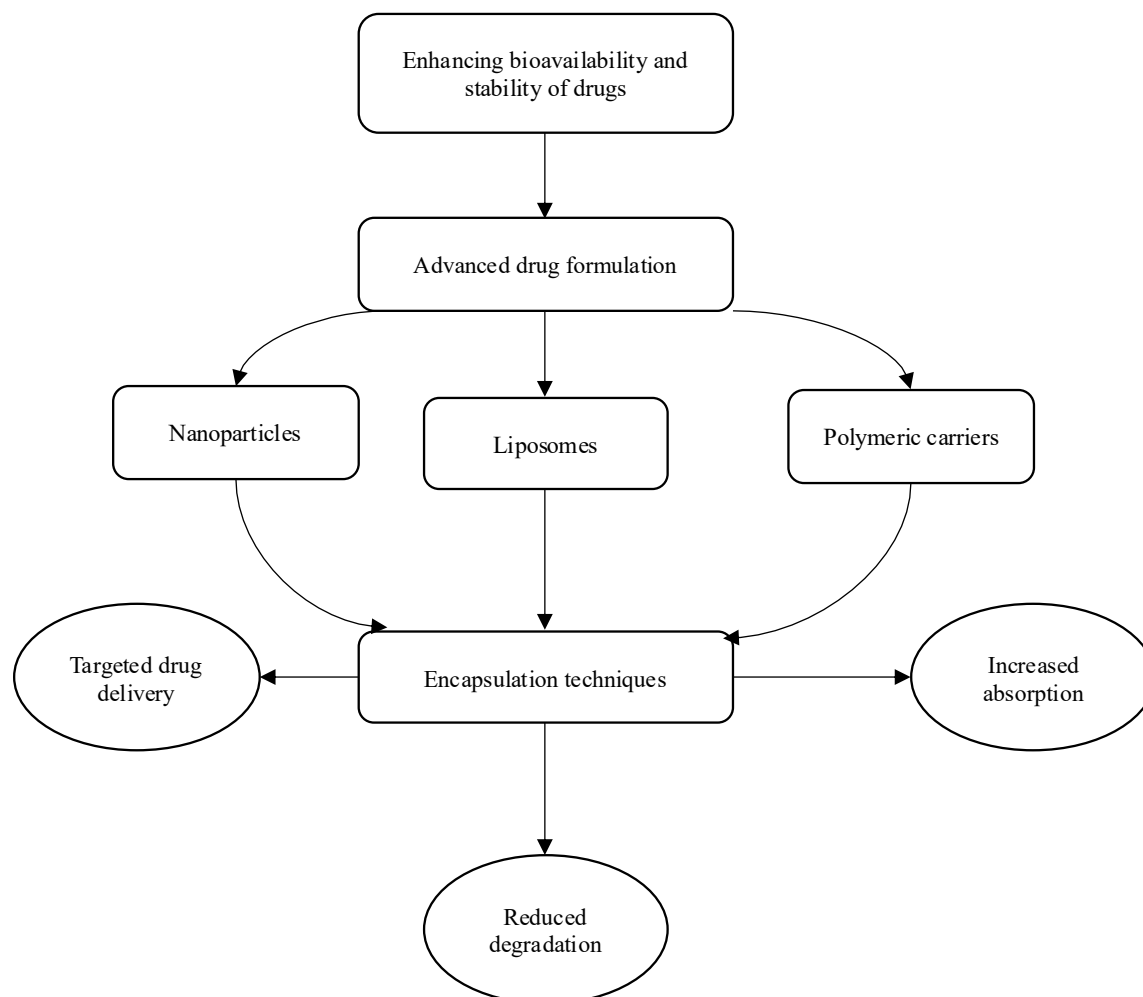 Enhancing bioavailability and
stability of drugs
Advanced drug formulation
Nanoparticles
Liposomes
Polymeric carriers
Targeted drug
delivery
Encapsulation techniques
Increased
absorption
Reduced
degradation